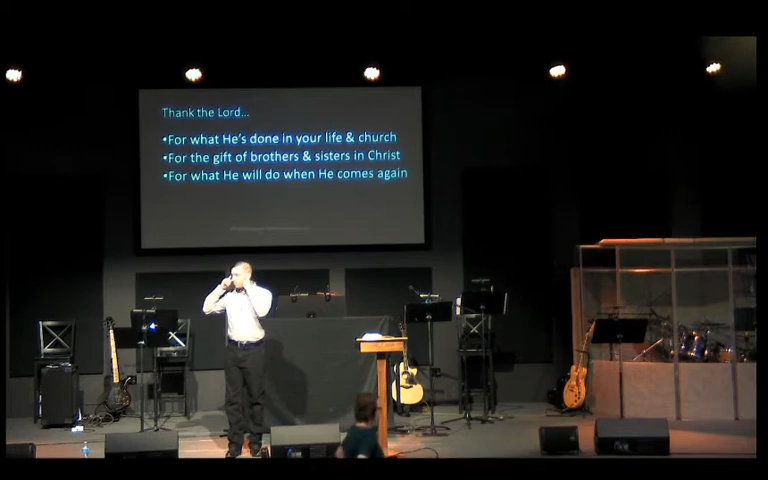 Thank the Lord...
•For what He's done in your life & church
•For the gift of brothers & sisters in Christ
•For what He will do when He comes again